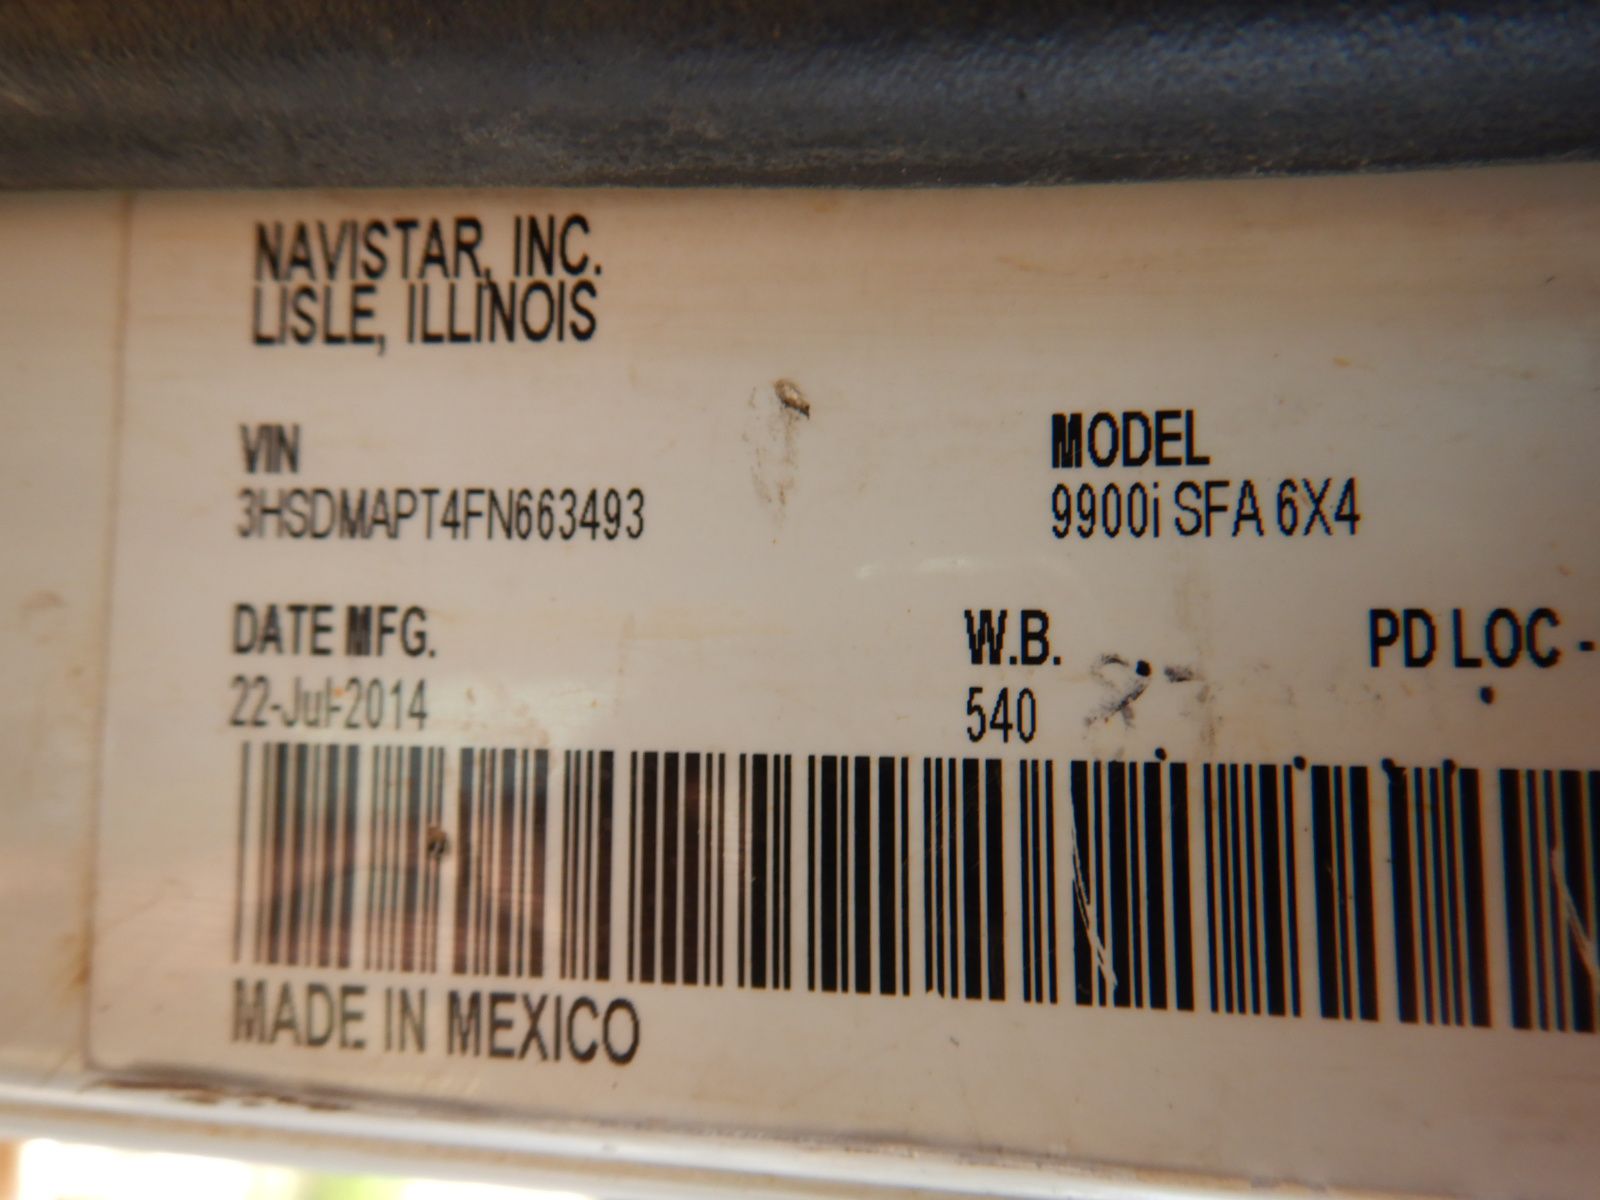 NAVISTAR, INC.
LISLE, ILLINOIS
VIN
3HSDMAPT4FN663493
MODEL
9900i SFA 6X4
DATE MFG.
22-Jul-2014
W.B.
540
PD LOC -
MADE IN MEXICO